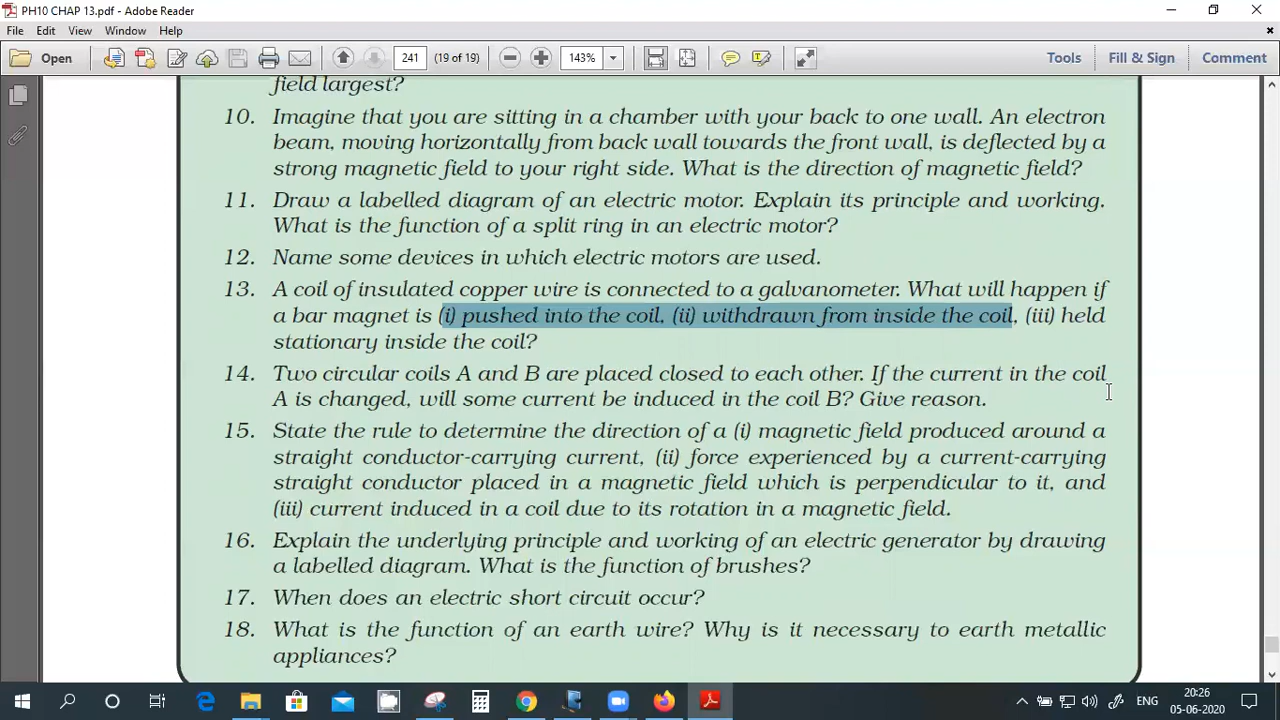 PH10 CHAP 13.pdf - Adobe Reader
File Edit View Window Help
Open 241 (19 of 19) 143% Tools Fill & Sign Comment
field largest?
10. Imagine that you are sitting in a chamber with your back to one wall. An electron
beam, moving horizontally from back wall towards the front wall, is deflected by a
strong magnetic field to your right side. What is the direction of magnetic field?
11. Draw a labelled diagram of an electric motor. Explain its principle and working.
What is the function of a split ring in an electric motor?
12. Name some devices in which electric motors are used.
13. A coil of insulated copper wire is connected to a galvanometer. What will happen if
a bar magnet is (i) pushed into the coil, (ii) withdrawn from inside the coil, (iii) held
stationary inside the coil?
14. Two circular coils A and B are placed closed to each other. If the current in the coil
A is changed, will some current be induced in the coil B? Give reason.
15. State the rule to determine the direction of a (i) magnetic field produced around a
straight conductor-carrying current, (ii) force experienced by a current-carrying
straight conductor placed in a magnetic field which is perpendicular to it, and
(iii) current induced in a coil due to its rotation in a magnetic field.
16. Explain the underlying principle and working of an electric generator by drawing
a labelled diagram. What is the function of brushes?
17. When does an electric short circuit occur?
18. What is the function of an earth wire? Why is it necessary to earth metallic
appliances?
ENG
20:26
05-06-2020